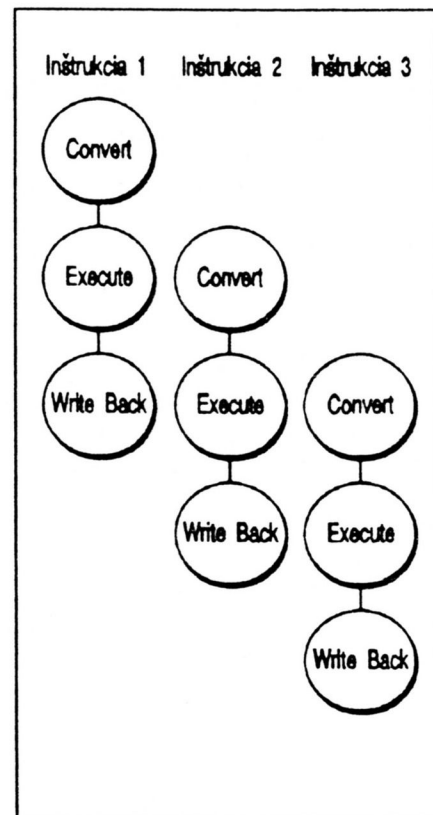 Inštrukcia 1 Inštrukcia 2 Inštrukcia 3
Convert
Execute Convert
Write Back Execute Convert
Write Back Execute
Write Back